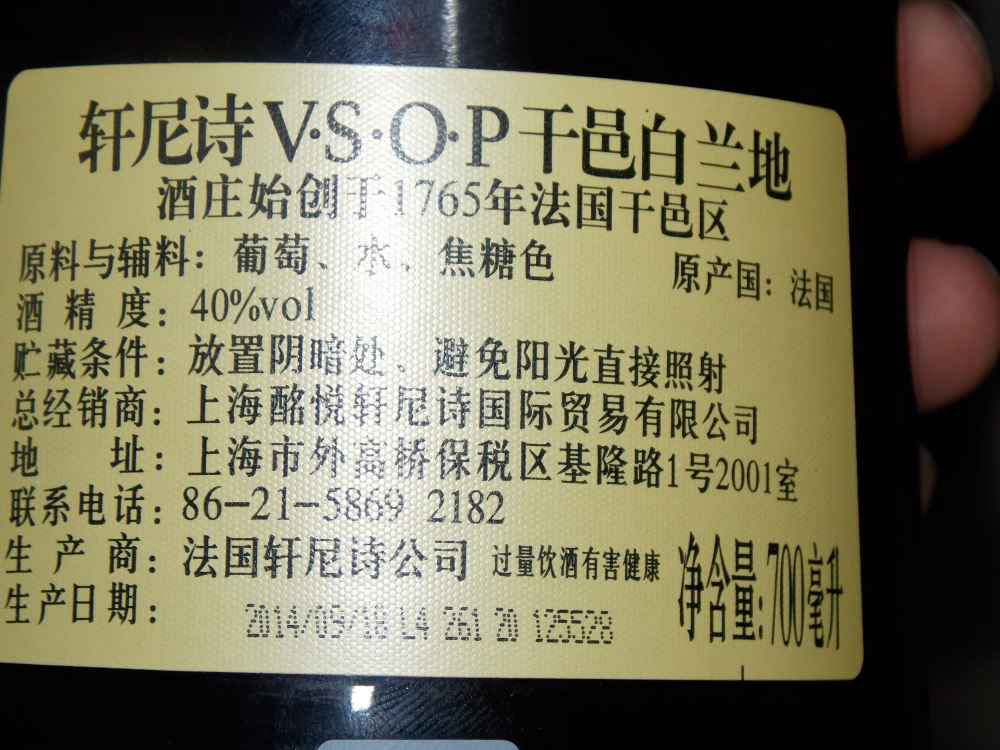 轩尼诗V·S·O·P干邑白兰地
酒庄始创于1765年法国干邑区
原料与辅料：葡萄、水、焦糖色 原产国：法国
酒精度：40%vol
贮藏条件：放置阴暗处、避免阳光直接照射
总经销商：上海酩悦轩尼诗国际贸易有限公司
地址：上海市外高桥保税区基隆路1号2001室
联系电话：86-21-5869 2182
生产商：法国轩尼诗公司 过量饮酒有害健康 净含量:700毫升
生产日期：2014/09/18 L4 261 20 125528